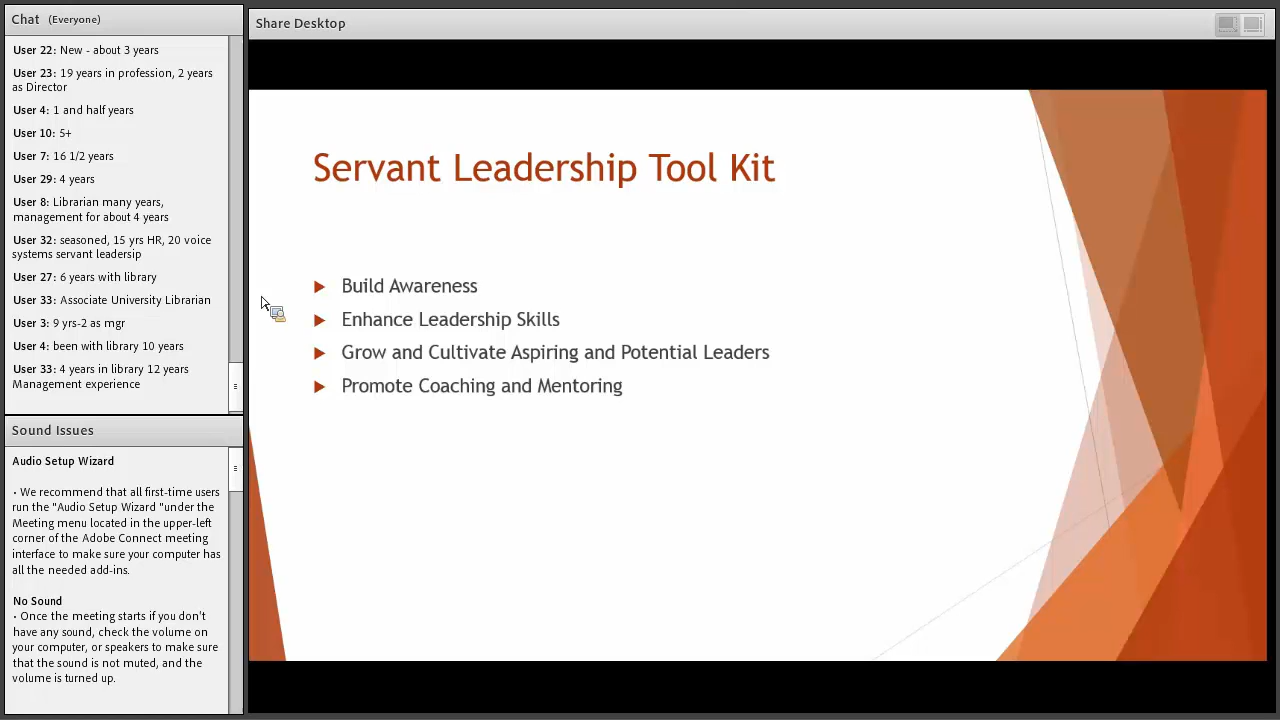 Chat (Everyone)
User 22: New - about 3 years
User 23: 19 years in profession, 2 years
as Director
User 4: 1 and half years
User 10: 5+
User 7: 16 1/2 years
User 29: 4 years
User 8: Librarian many years,
management for about 4 years
User 32: seasoned, 15 yrs HR, 20 voice
systems servant leadersip
User 27: 6 years with library
User 33: Associate University Librarian
User 3: 9 yrs-2 as mgr
User 4: been with library 10 years
User 33: 4 years in library 12 years
Management experience
Sound Issues
Audio Setup Wizard
• We recommend that all first-time users
run the "Audio Setup Wizard "under the
Meeting menu located in the upper-left
corner of the Adobe Connect meeting
interface to make sure your computer has
all the needed add-ins.
No Sound
• Once the meeting starts if you don't
have any sound, check the volume on
your computer, or speakers to make sure
that the sound is not muted, and the
volume is turned up.
Share Desktop
Servant Leadership Tool Kit
Build Awareness
Enhance Leadership Skills
Grow and Cultivate Aspiring and Potential Leaders
Promote Coaching and Mentoring